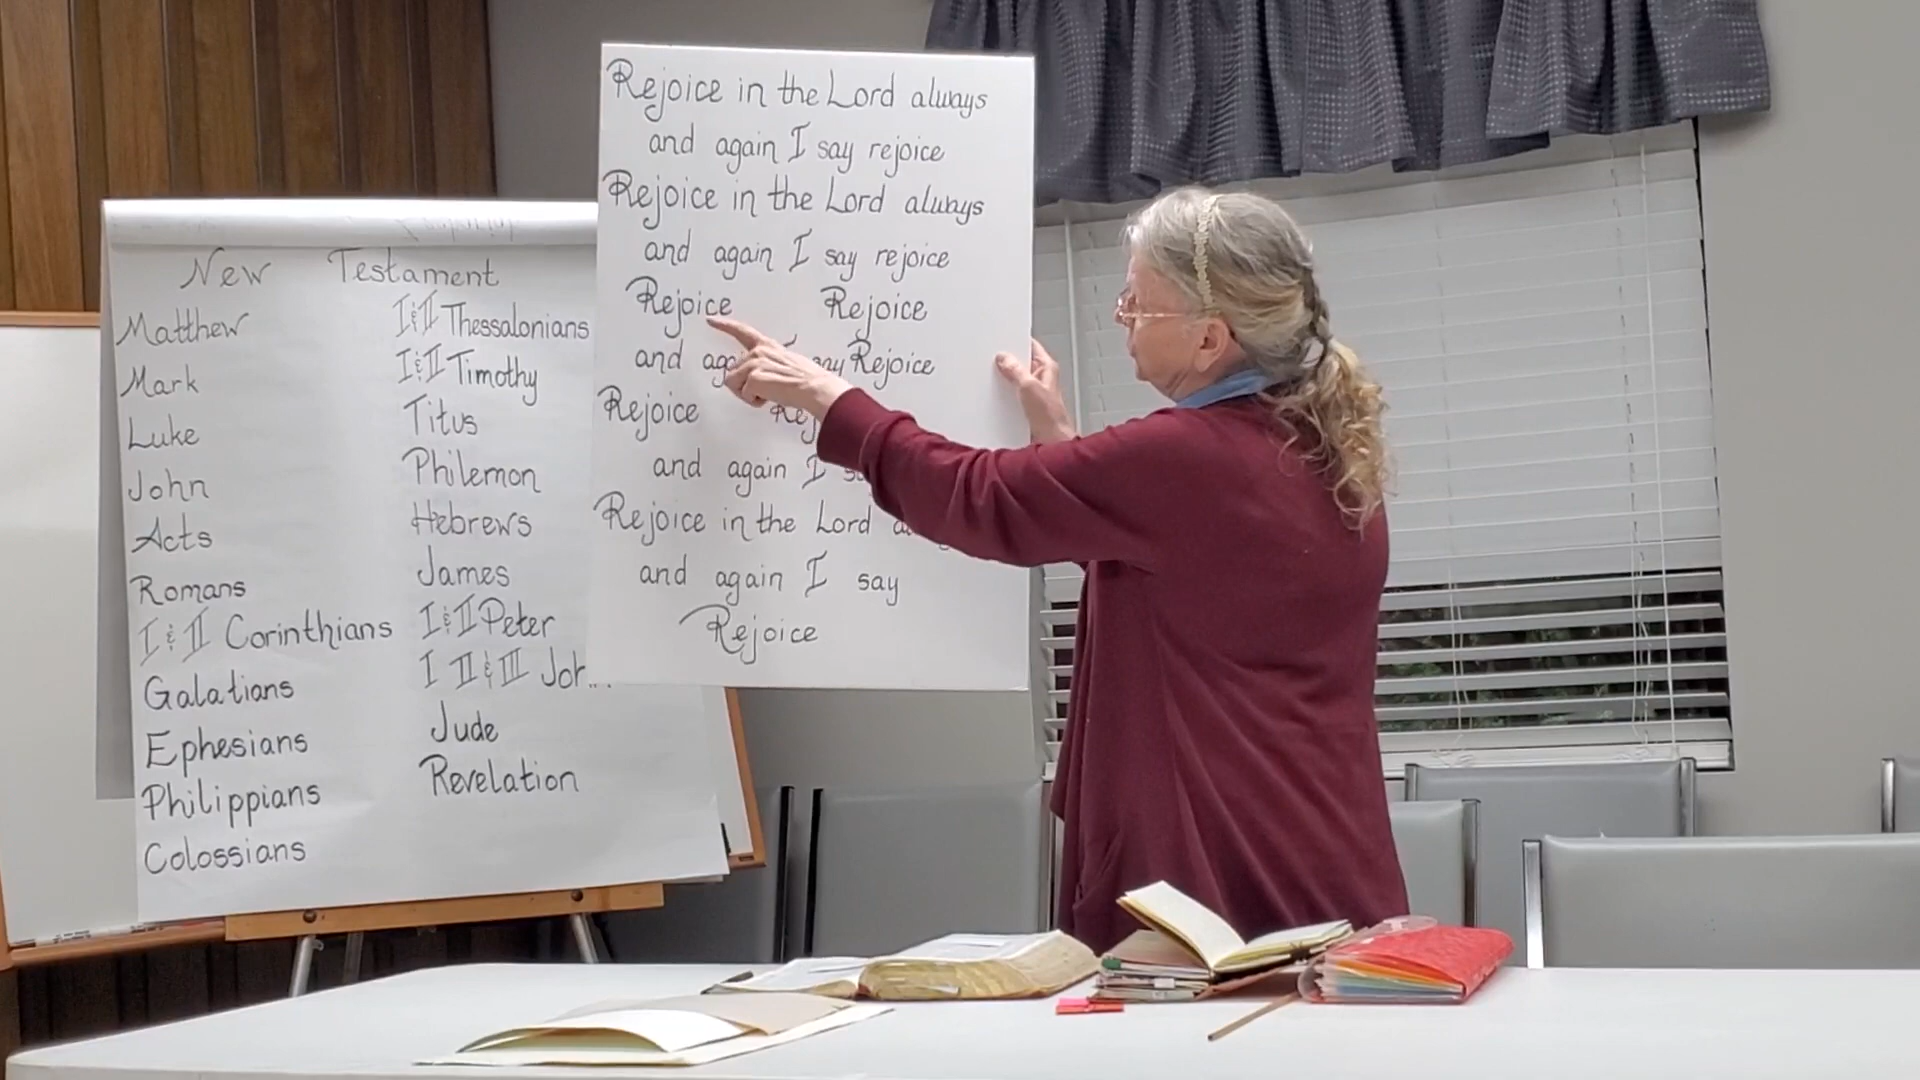 New Testament
Matthew
Mark
Luke
John
Acts
Romans
I & II Corinthians
Galatians
Ephesians
Philippians
Colossians
I & II Thessalonians
I & II Timothy
Titus
Philemon
Hebrews
James
I & II Peter
I II & III
Jude
Revelation
Rejoice in the Lord always
and again I say rejoice
Rejoice in the Lord always
and again I say rejoice
Rejoice Rejoice
and say Rejoice
Rejoice
and again I
Rejoice in the Lord
and again I say
Rejoice